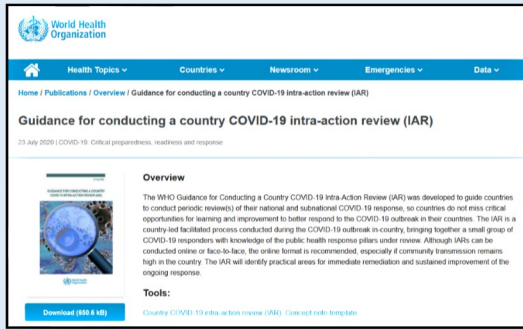 World Health
Organization
Health Topics
Countries
Newsroom
Emergencies
Data
Home / Publications / Overview / Guidance for conducting a country COVID-19 intra-action review (IAR)
Guidance for conducting a country COVID-19 intra-action review (IAR)
23 July 2020 | COVID-19: Critical preparedness, readiness and response
Overview
The WHO Guidance for Conducting a Country COVID-19 Intra-Action Review (IAR) was developed to guide countries
to conduct periodic review(s) of their national and subnational COVID-19 response, so countries do not miss critical
opportunities for learning and improvement to better respond to the COVID-19 outbreak in their countries. The IAR is a
country-led facilitated process conducted during the COVID-19 outbreak in-country, bringing together a small group of
COVID-19 responders with knowledge of the public health response pillars under review. Although IARs can be
conducted online or face-to-face, the online format is recommended, especially if community transmission remains
high in the country. The IAR will identify practical areas for immediate remediation and sustained improvement of the
ongoing response.
Tools:
Download (650.6 kB)
Country COVID-19 intra-action review (IAR): Concept note template